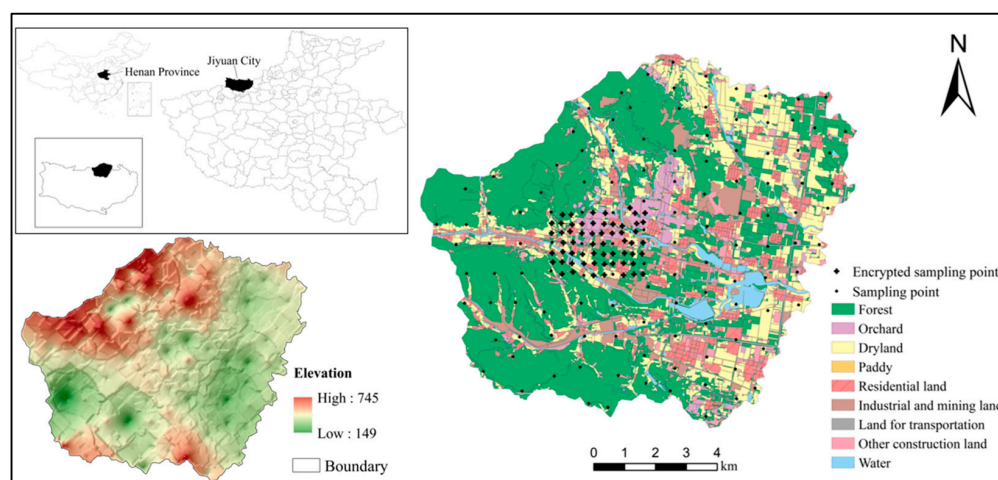 Henan Province
Jiyuan City
N
Elevation
High : 745
Low : 149
Boundary
Encrypted sampling point
Sampling point
Forest
Orchard
Dryland
Paddy
Residential land
Industrial and mining land
Land for transportation
Other construction land
Water
0 1 2 3 4
km